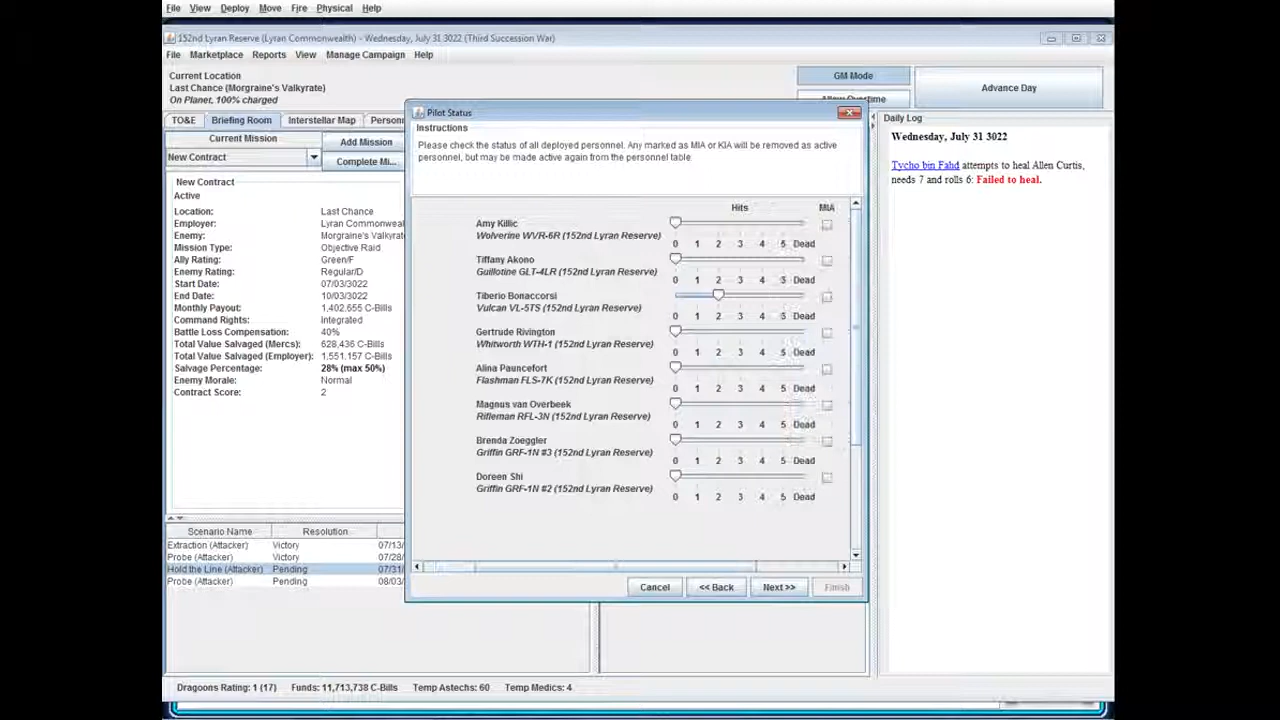 File View Deploy Move Fire Physical Help
152nd Lyran Reserve (Lyran Commonwealth) - Wednesday, July 31 3022 (Third Succession War)
File Marketplace Reports View Manage Campaign Help
Current Location
Last Chance (Morgraine's Valkyrate)
On Planet, 100% charged
GM Mode
Allow Overtime
Advance Day
TO&E Briefing Room Interstellar Map Personn
Current Mission
Add Mission
New Contract
Complete Mi...
New Contract
Active
Location: Last Chance
Employer: Lyran Commonweal
Enemy: Morgraine's Valkyrat
Mission Type: Objective Raid
Ally Rating: Green/F
Enemy Rating: Regular/D
Start Date: 07/03/3022
End Date: 10/03/3022
Monthly Payout: 1,402,655 C-Bills
Command Rights: Integrated
Battle Loss Compensation: 40%
Total Value Salvaged (Mercs): 628,436 C-Bills
Total Value Salvaged (Employer): 1,551,157 C-Bills
Salvage Percentage: 28% (max 50%)
Enemy Morale: Normal
Contract Score: 2
Scenario Name Resolution
Extraction (Attacker) Victory 07/13/
Probe (Attacker) Victory 07/28/
Hold the Line (Attacker) Pending 07/31/
Probe (Attacker) Pending 08/03/
Pilot Status
Instructions
Please check the status of all deployed personnel. Any marked as MIA or KIA will be removed as active
personnel, but may be made active again from the personnel table
Hits MIA
Amy Killic
Wolverine WVR-6R (152nd Lyran Reserve)
0 1 2 3 4 5 Dead
Tiffany Akono
Guillotine GLT-4LR (152nd Lyran Reserve)
0 1 2 3 4 5 Dead
Tiberio Bonaccorsi
Vulcan VL-5TS (152nd Lyran Reserve)
0 1 2 3 4 5 Dead
Gertrude Rivington
Whitworth WTH-1 (152nd Lyran Reserve)
0 1 2 3 4 5 Dead
Alina Pauncefort
Flashman FLS-7K (152nd Lyran Reserve)
0 1 2 3 4 5 Dead
Magnus van Overbeek
Rifleman RFL-3N (152nd Lyran Reserve)
0 1 2 3 4 5 Dead
Brenda Zoeggler
Griffin GRF-1N #3 (152nd Lyran Reserve)
0 1 2 3 4 5 Dead
Doreen Shi
Griffin GRF-1N #2 (152nd Lyran Reserve)
0 1 2 3 4 5 Dead
Cancel << Back Next >> Finish
Daily Log
Wednesday, July 31 3022
Tycho bin Fahd attempts to heal Allen Curtis,
needs 7 and rolls 6: Failed to heal.
Dragoons Rating: 1 (17) Funds: 11,713,738 C-Bills Temp Astechs: 60 Temp Medics: 4